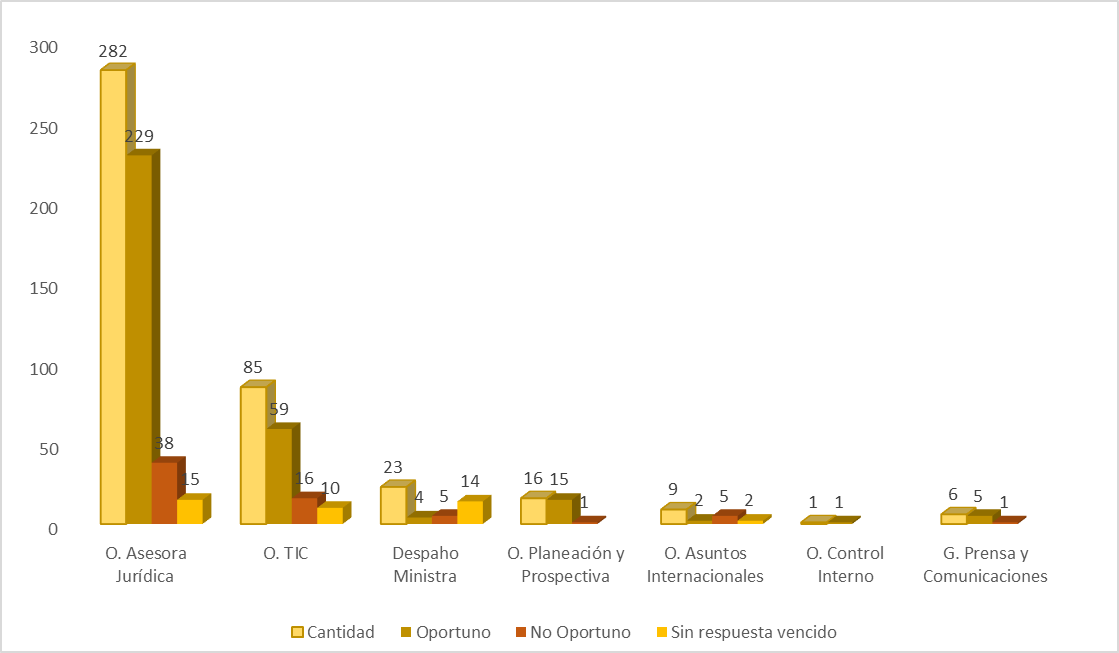 300
250
200
150
100
50
0
282
229
38
15
85
59
16
10
23
4
5
14
16
15
1
9
2
5
2
1
1
6
5
1
O. Asesora
Jurídica
O. TIC
Despaho
Ministra
O. Planeación y
Prospectiva
O. Asuntos
Internacionales
O. Control
Interno
G. Prensa y
Comunicaciones
Cantidad
Oportuno
No Oportuno
Sin respuesta vencido